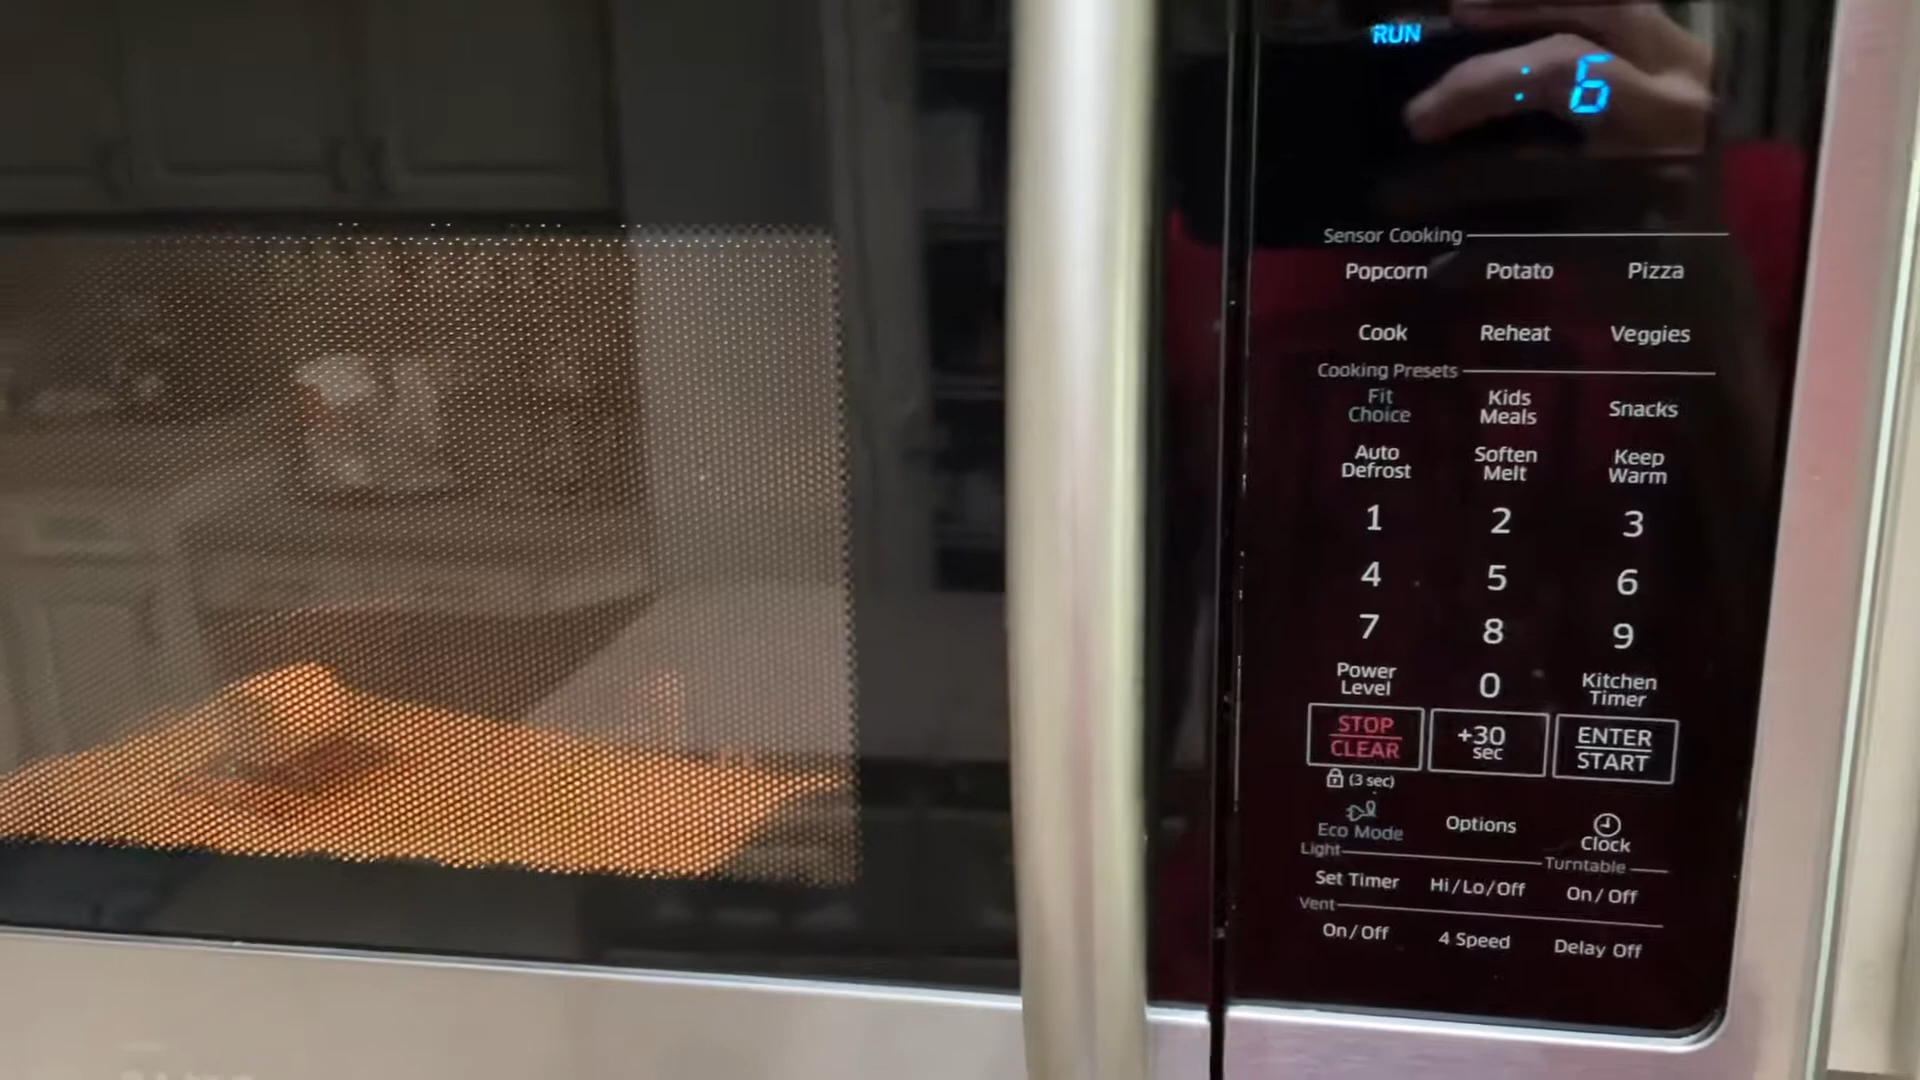 RUN
: 6
Sensor Cooking
Popcorn Potato Pizza
Cook Reheat Veggies
Cooking Presets
Fit Choice Kids Meals Snacks
Auto Defrost Soften Melt Keep Warm
1 2 3
4 5 6
7 8 9
Power Level 0 Kitchen Timer
STOP CLEAR +30 sec ENTER START
(3 sec)
Eco Mode Options Clock
Light Turntable
Set Timer Hi/Lo/Off On/Off
Vent
On/Off 4 Speed Delay Off